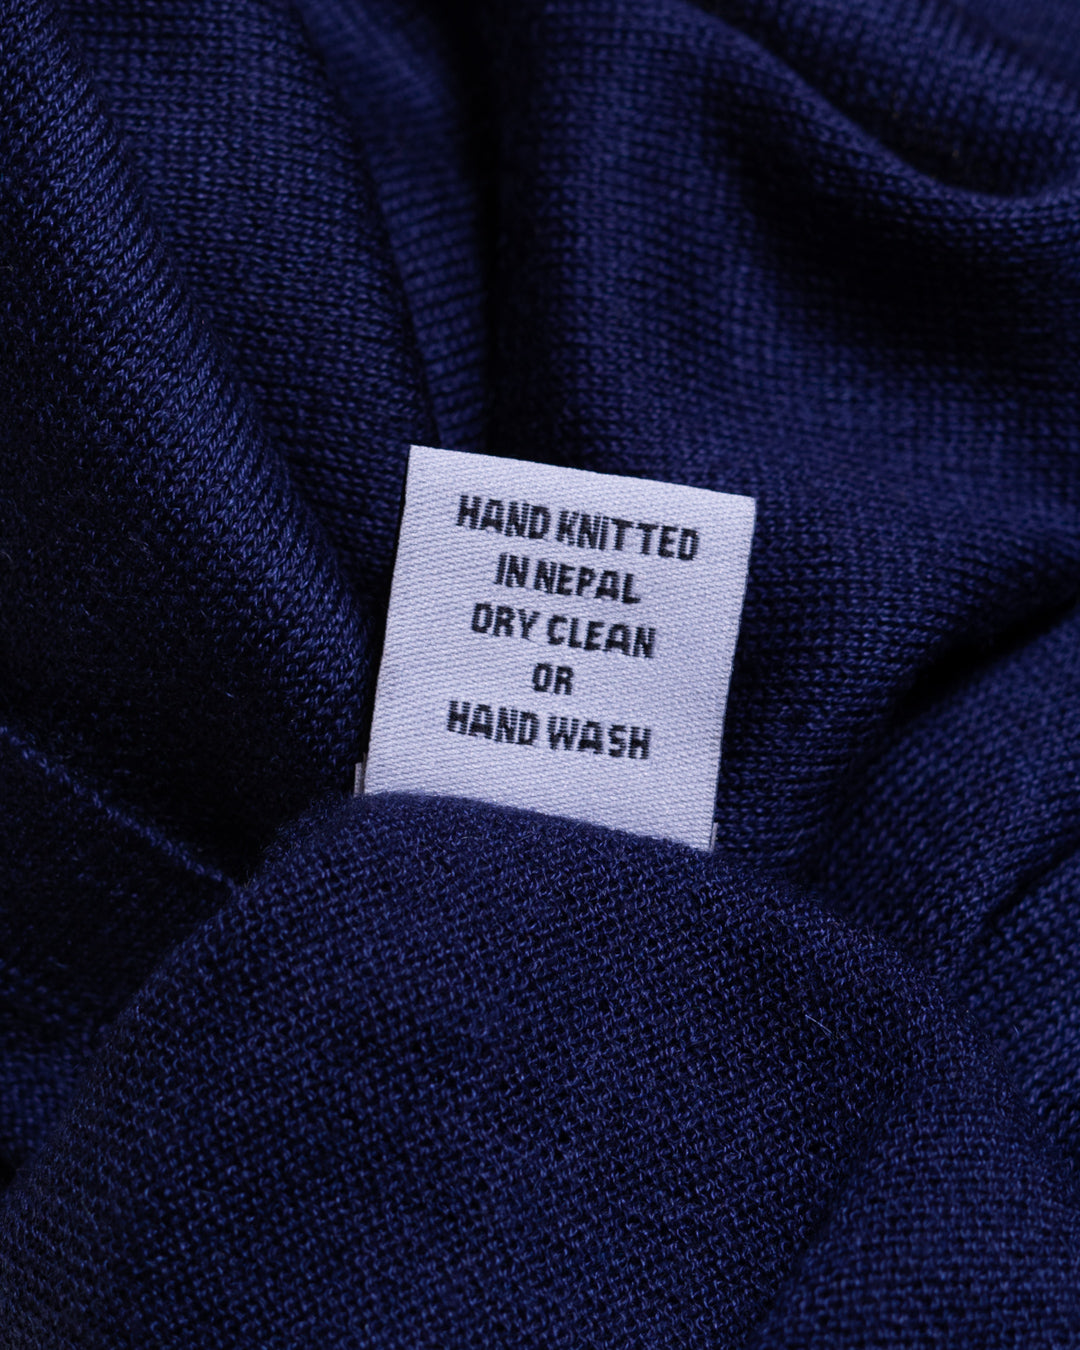 HAND KNITTED
IN NEPAL
DRY CLEAN
OR
HAND WASH